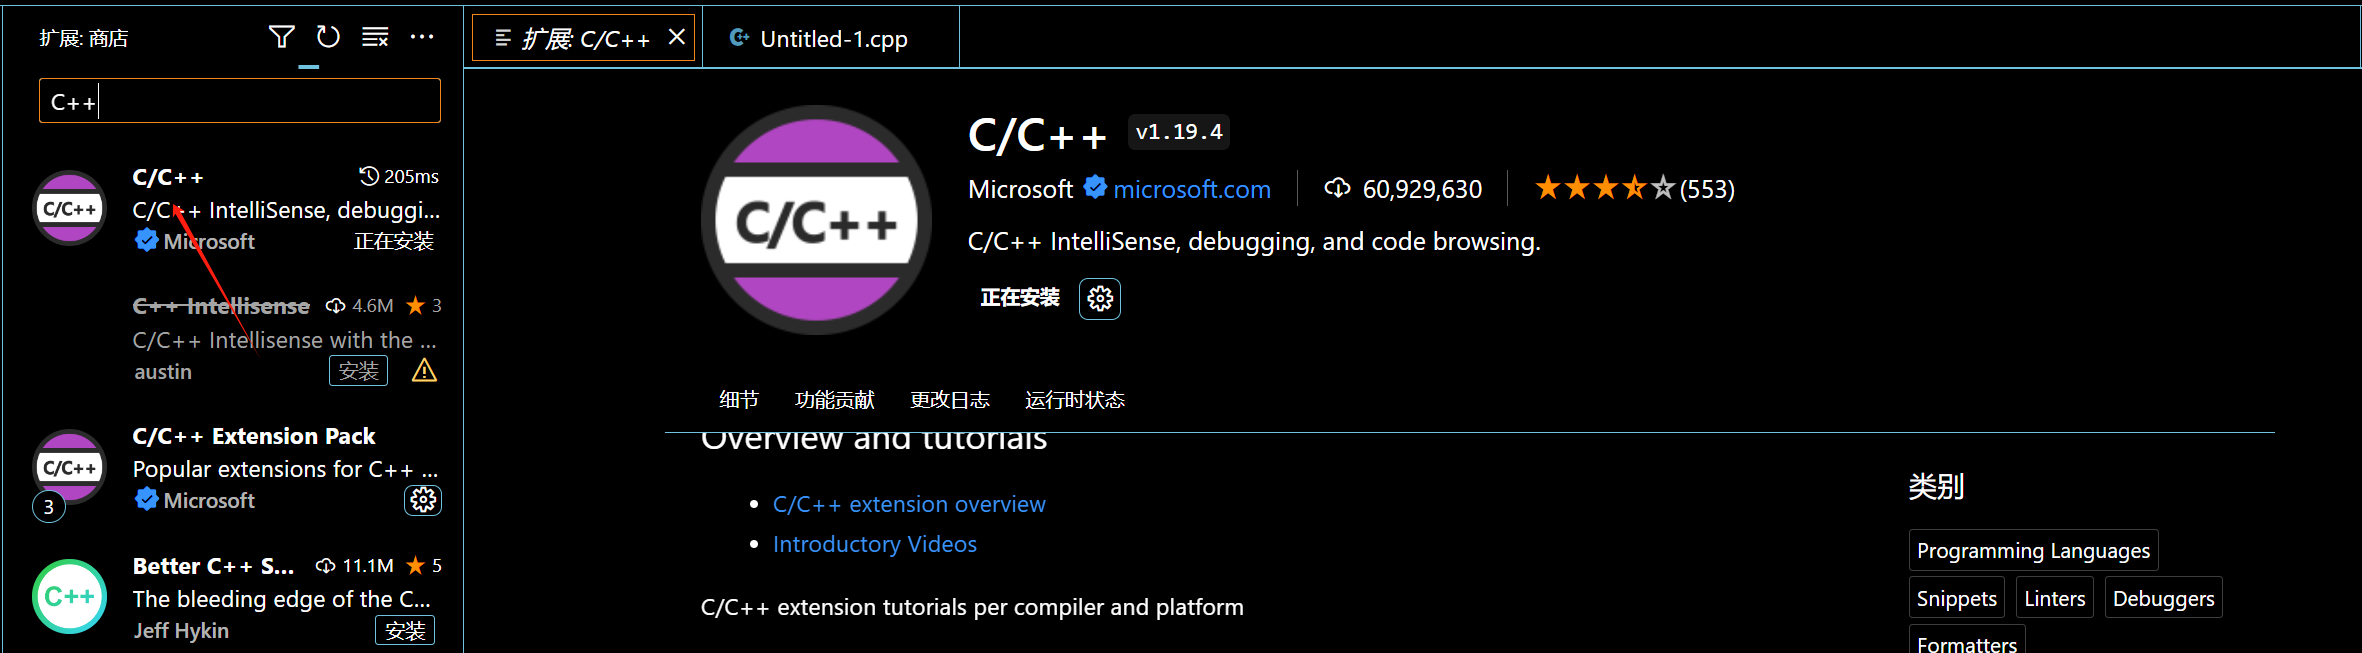 扩展: 商店
C++
C/C++ 205ms
C/C++ IntelliSense, debuggi...
Microsoft 正在安装
C++ Intellisense 4.6M 3
C/C++ Intellisense with the ...
austin 安装
C/C++ Extension Pack
Popular extensions for C++ ...
Microsoft
3
Better C++ S... 11.1M 5
The bleeding edge of the C...
Jeff Hykin 安装
C/C++
C/C++
C++
扩展: C/C++ Untitled-1.cpp
C/C++
C/C++ v1.19.4
Microsoft microsoft.com 60,929,630 (553)
C/C++ IntelliSense, debugging, and code browsing.
正在安装
细节 功能贡献 更改日志 运行时状态
Overview and tutorials
C/C++ extension overview
Introductory Videos
C/C++ extension tutorials per compiler and platform
类别
Programming Languages
Snippets Linters Debuggers
Formatters